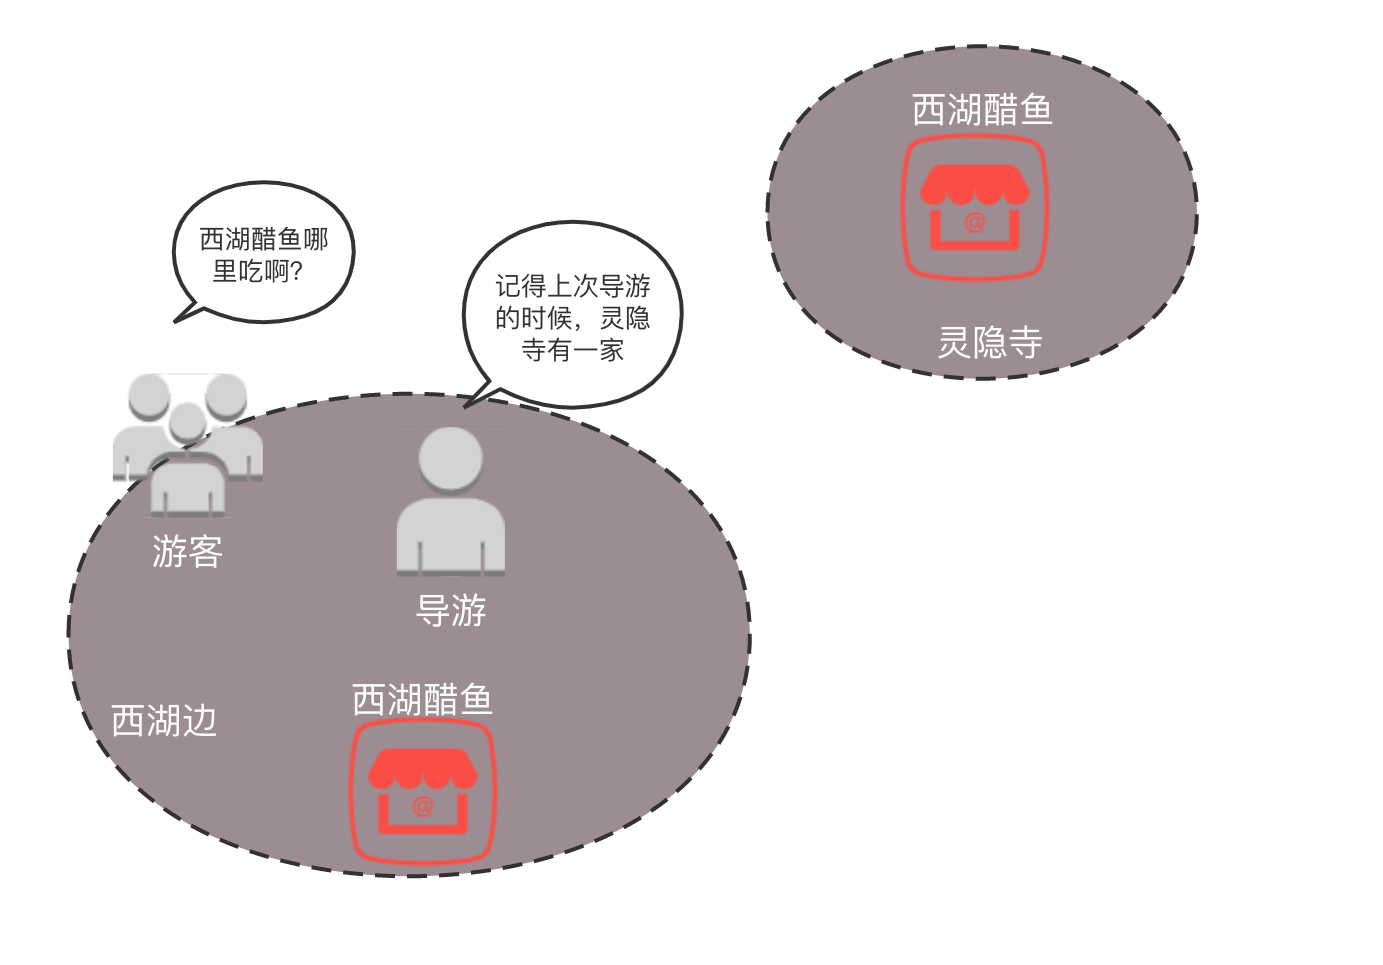 西湖醋鱼
@
灵隐寺
西湖醋鱼哪
里吃啊？
记得上次导游
的时候，灵隐
寺有一家
游客
导游
西湖边
西湖醋鱼
@